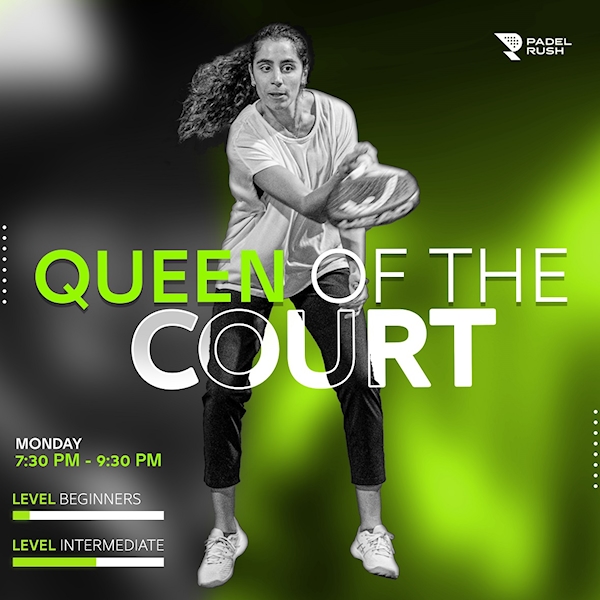 PADEL
RUSH
QUEEN OF THE
COURT
MONDAY
7:30 PM - 9:30 PM
LEVEL BEGINNERS
LEVEL INTERMEDIATE